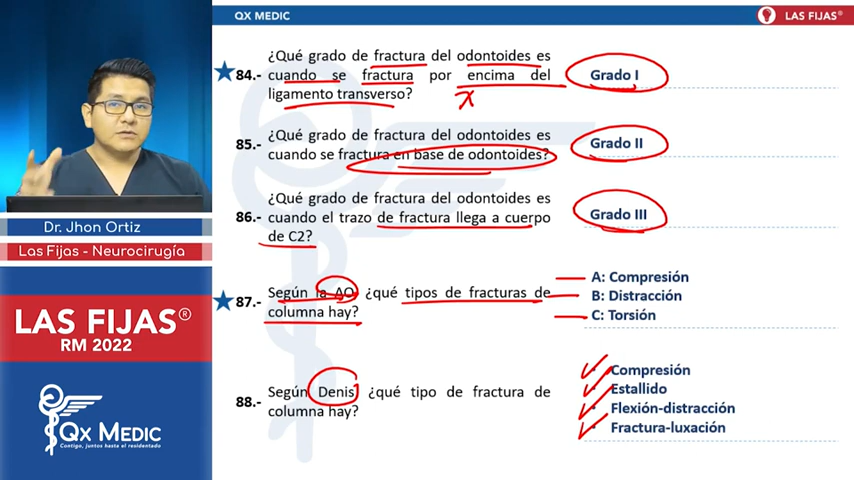 QX MEDIC
LAS FIJAS®
84.-
¿Qué grado de fractura del odontoides es
cuando se fractura por encima del
ligamento transverso?
Grado I
85.-
¿Qué grado de fractura del odontoides es
cuando se fractura en base de odontoides?
Grado II
86.-
¿Qué grado de fractura del odontoides es
cuando el trazo de fractura llega a cuerpo
de C2?
Grado III
87.-
Según la AO ¿qué tipos de fracturas de
columna hay?
A: Compresión
B: Distracción
C: Torsión
88.-
Según Denis ¿qué tipo de fractura de
columna hay?
Compresión
Estallido
Flexión-distracción
Fractura-luxación
Dr. Jhon Ortiz
Las Fijas - Neurocirugía
LAS FIJAS®
RM 2022
QX MEDIC
Contigo, juntos hasta el residentado